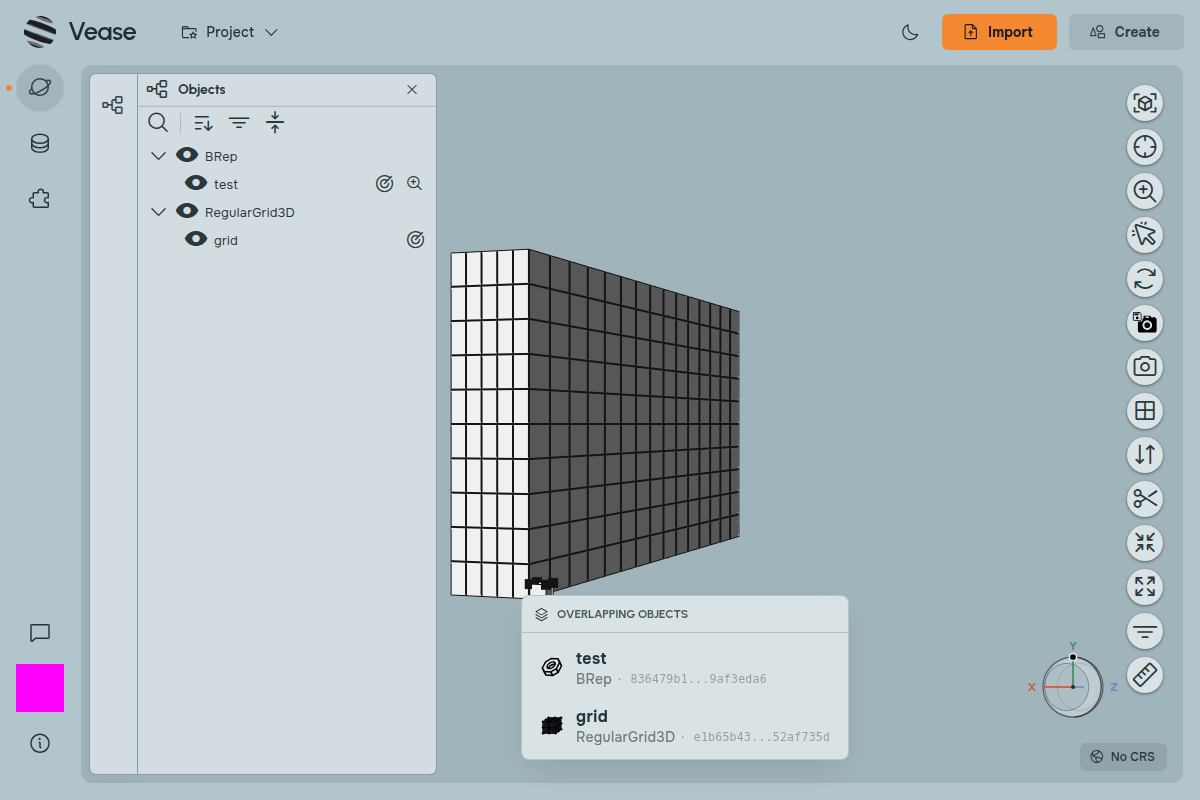 Vease
Project
Import
Create
Objects
BRep
test
RegularGrid3D
grid
OVERLAPPING OBJECTS
test
BRep · 836479b1...9af3eda6
grid
RegularGrid3D · e1b65b43...52af735d
Y
X
Z
No CRS